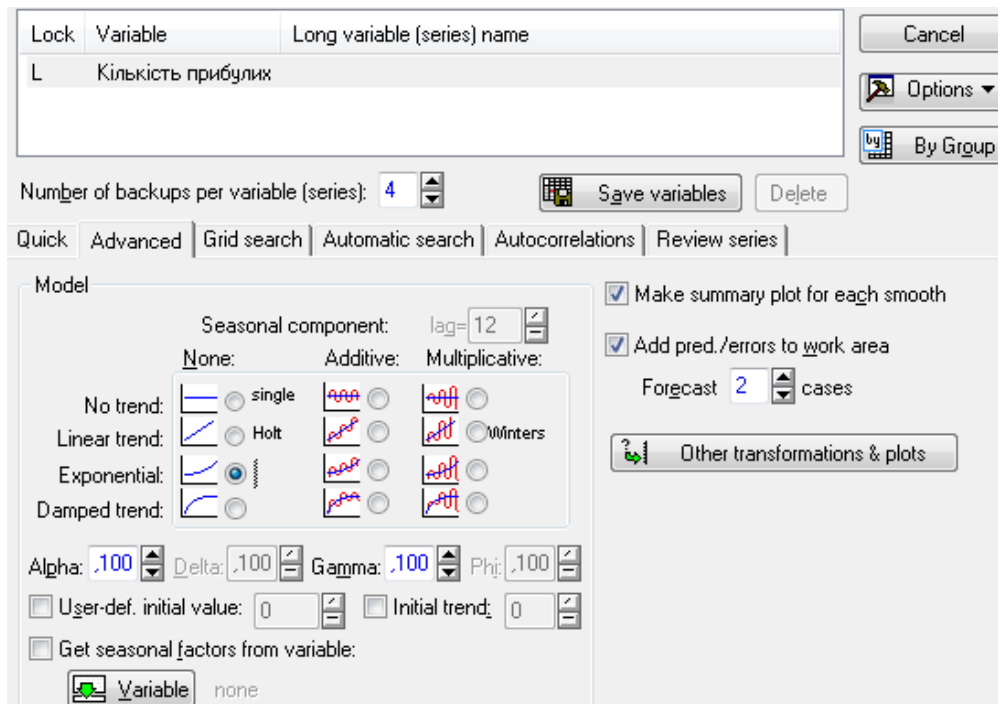 Lock Variable Long variable (series) name
L Кількість прибулих
Cancel
Options
by By Group
Number of backups per variable (series): 4 Save variables Delete
Quick Advanced Grid search Automatic search Autocorrelations Review series
Model
Seasonal component: lag= 12
None: Additive: Multiplicative:
No trend: single
Linear trend: Holt Winters
Exponential:
Damped trend:
Alpha: ,100 Delta: ,100 Gamma: ,100 Phi: ,100
User-def. initial value: 0 Initial trend: 0
Get seasonal factors from variable:
Variable none
Make summary plot for each smooth
Add pred./errors to work area
Forecast 2 cases
? Other transformations & plots